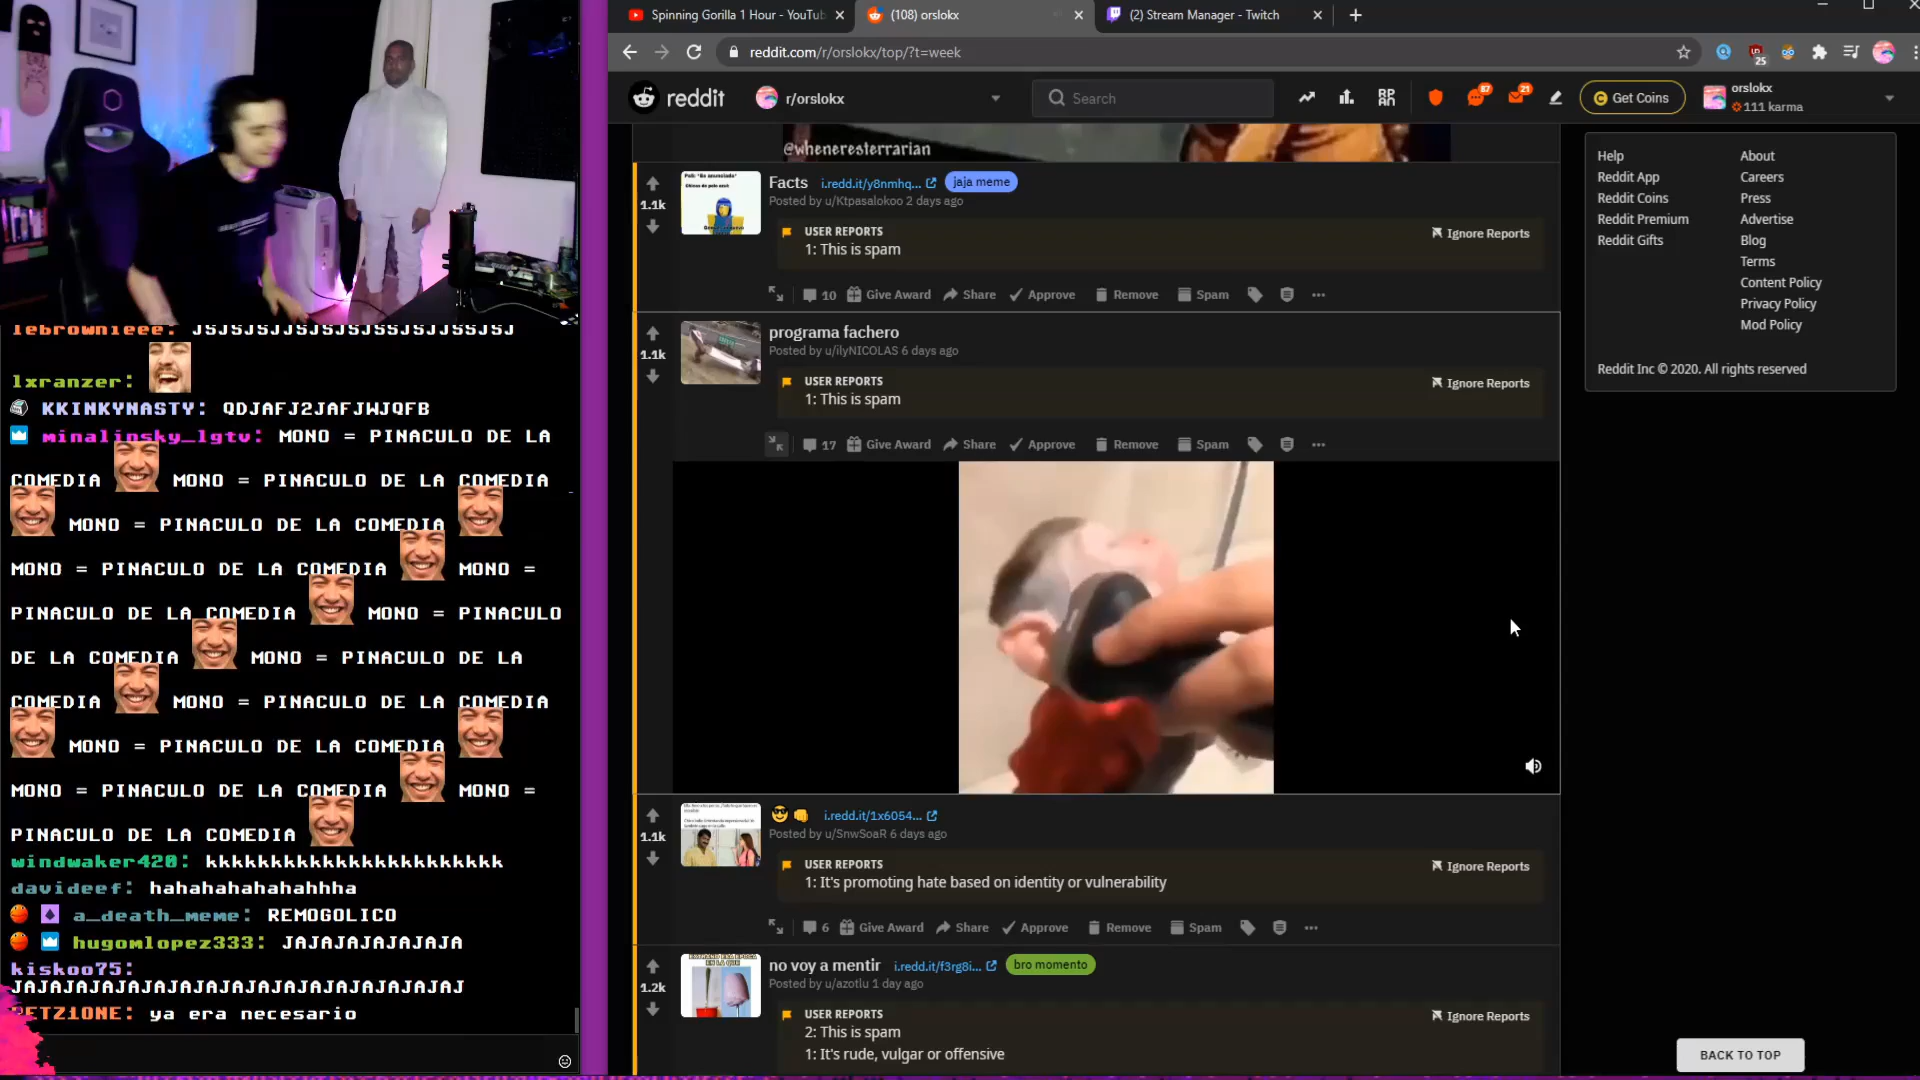 Spinning Gorilla 1 Hour - YouTub
(108) orslokx
(2) Stream Manager - Twitch
reddit.com/r/orslokx/top/?t=week
25
reddit
r/orslokx
Search
87
21
Get Coins
orslokx
111 karma
@wheneresterrarian
1.1k
Facts
i.redd.it/y8nmhq...
jaja meme
Posted by u/Ktpasalokoo 2 days ago
USER REPORTS
1: This is spam
Ignore Reports
10
Give Award
Share
Approve
Remove
Spam
1.1k
programa fachero
Posted by u/ilyNICOLAS 6 days ago
USER REPORTS
1: This is spam
Ignore Reports
17
Give Award
Share
Approve
Remove
Spam
1.1k
i.redd.it/1x6054...
Posted by u/SnwSoaR 6 days ago
USER REPORTS
1: It's promoting hate based on identity or vulnerability
Ignore Reports
6
Give Award
Share
Approve
Remove
Spam
1.2k
no voy a mentir
i.redd.it/f3rg8i...
bro momento
Posted by u/azotlu 1 day ago
USER REPORTS
2: This is spam
1: It's rude, vulgar or offensive
Ignore Reports
Help
Reddit App
Reddit Coins
Reddit Premium
Reddit Gifts
About
Careers
Press
Advertise
Blog
Terms
Content Policy
Privacy Policy
Mod Policy
Reddit Inc © 2020. All rights reserved
BACK TO TOP
lebrownieee: JSJSJSJJSJSJSJSSJSJJSSJSJ
lxranzer:
KKINKYNASTY: QDJAFJ2JAFJWJQFB
minalinsky_lgtv: MONO = PINACULO DE LA
COMEDIA MONO = PINACULO DE LA COMEDIA
MONO = PINACULO DE LA COMEDIA
MONO = PINACULO DE LA COMEDIA MONO =
PINACULO DE LA COMEDIA MONO = PINACULO
DE LA COMEDIA MONO = PINACULO DE LA
COMEDIA MONO = PINACULO DE LA COMEDIA
MONO = PINACULO DE LA COMEDIA
MONO = PINACULO DE LA COMEDIA MONO =
PINACULO DE LA COMEDIA
windwaker420: kkkkkkkkkkkkkkkkkkkkkkk
davideef: hahahahahahahhha
a_death_meme: REMOGOLICO
hugomlopez333: JAJAJAJAJAJAJA
kiskoo75:
JAJAJAJAJAJAJAJAJAJAJAJAJAJAJAJAJAJ
ya era necesario